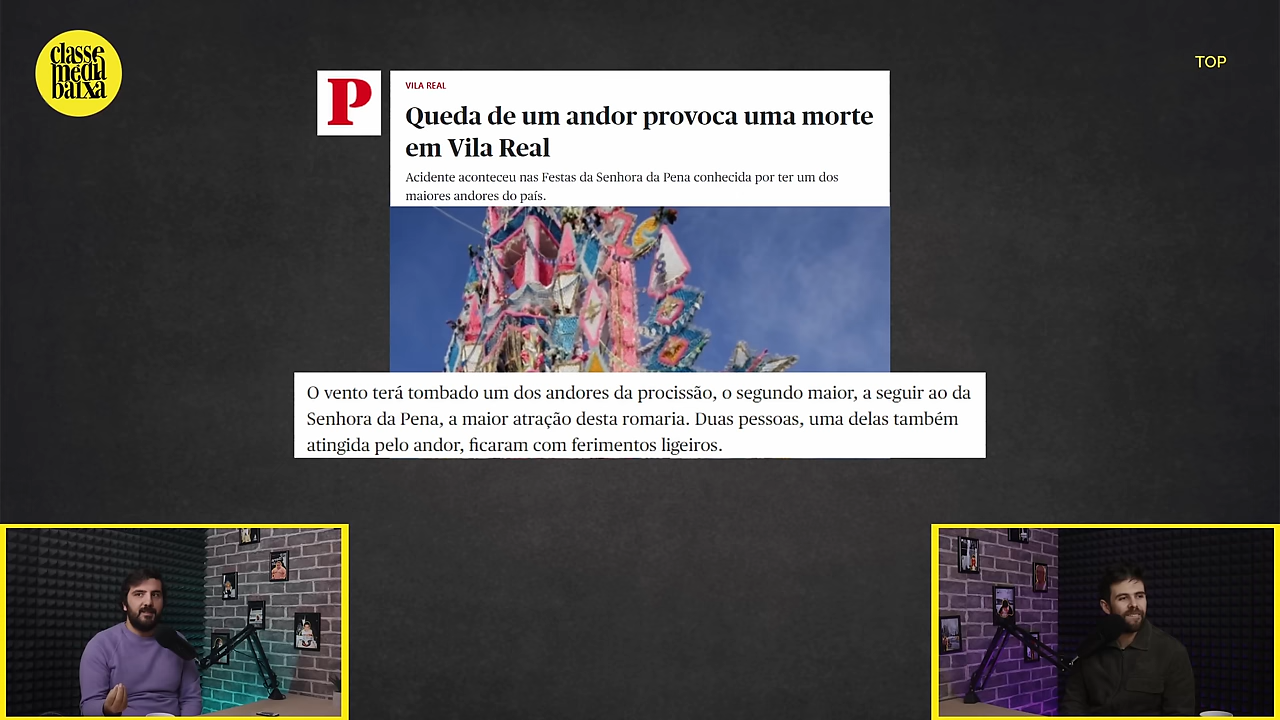 classe
média
baixa
TOP
P
VILA REAL
Queda de um andor provoca uma morte
em Vila Real
Acidente aconteceu nas Festas da Senhora da Pena conhecida por ter um dos
maiores andores do país.
O vento terá tombado um dos andores da procissão, o segundo maior, a seguir ao da
Senhora da Pena, a maior atração desta romaria. Duas pessoas, uma delas também
atingida pelo andor, ficaram com ferimentos ligeiros.